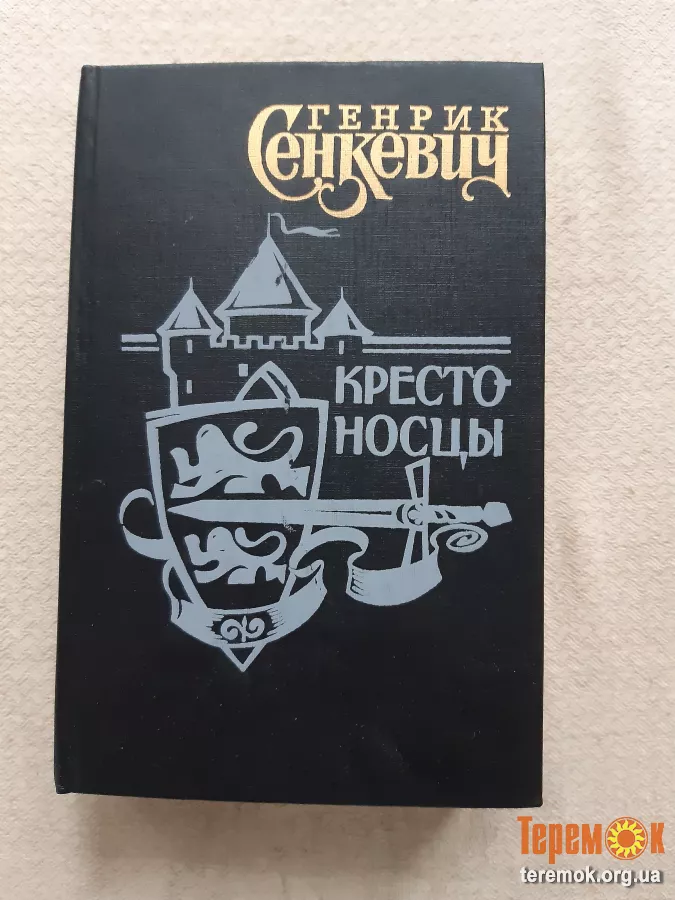 ГЕНРИК
СЕНКЕВИЧ
КРЕСТО-
НОСЦЫ
ТеремОк
teremok.org.ua